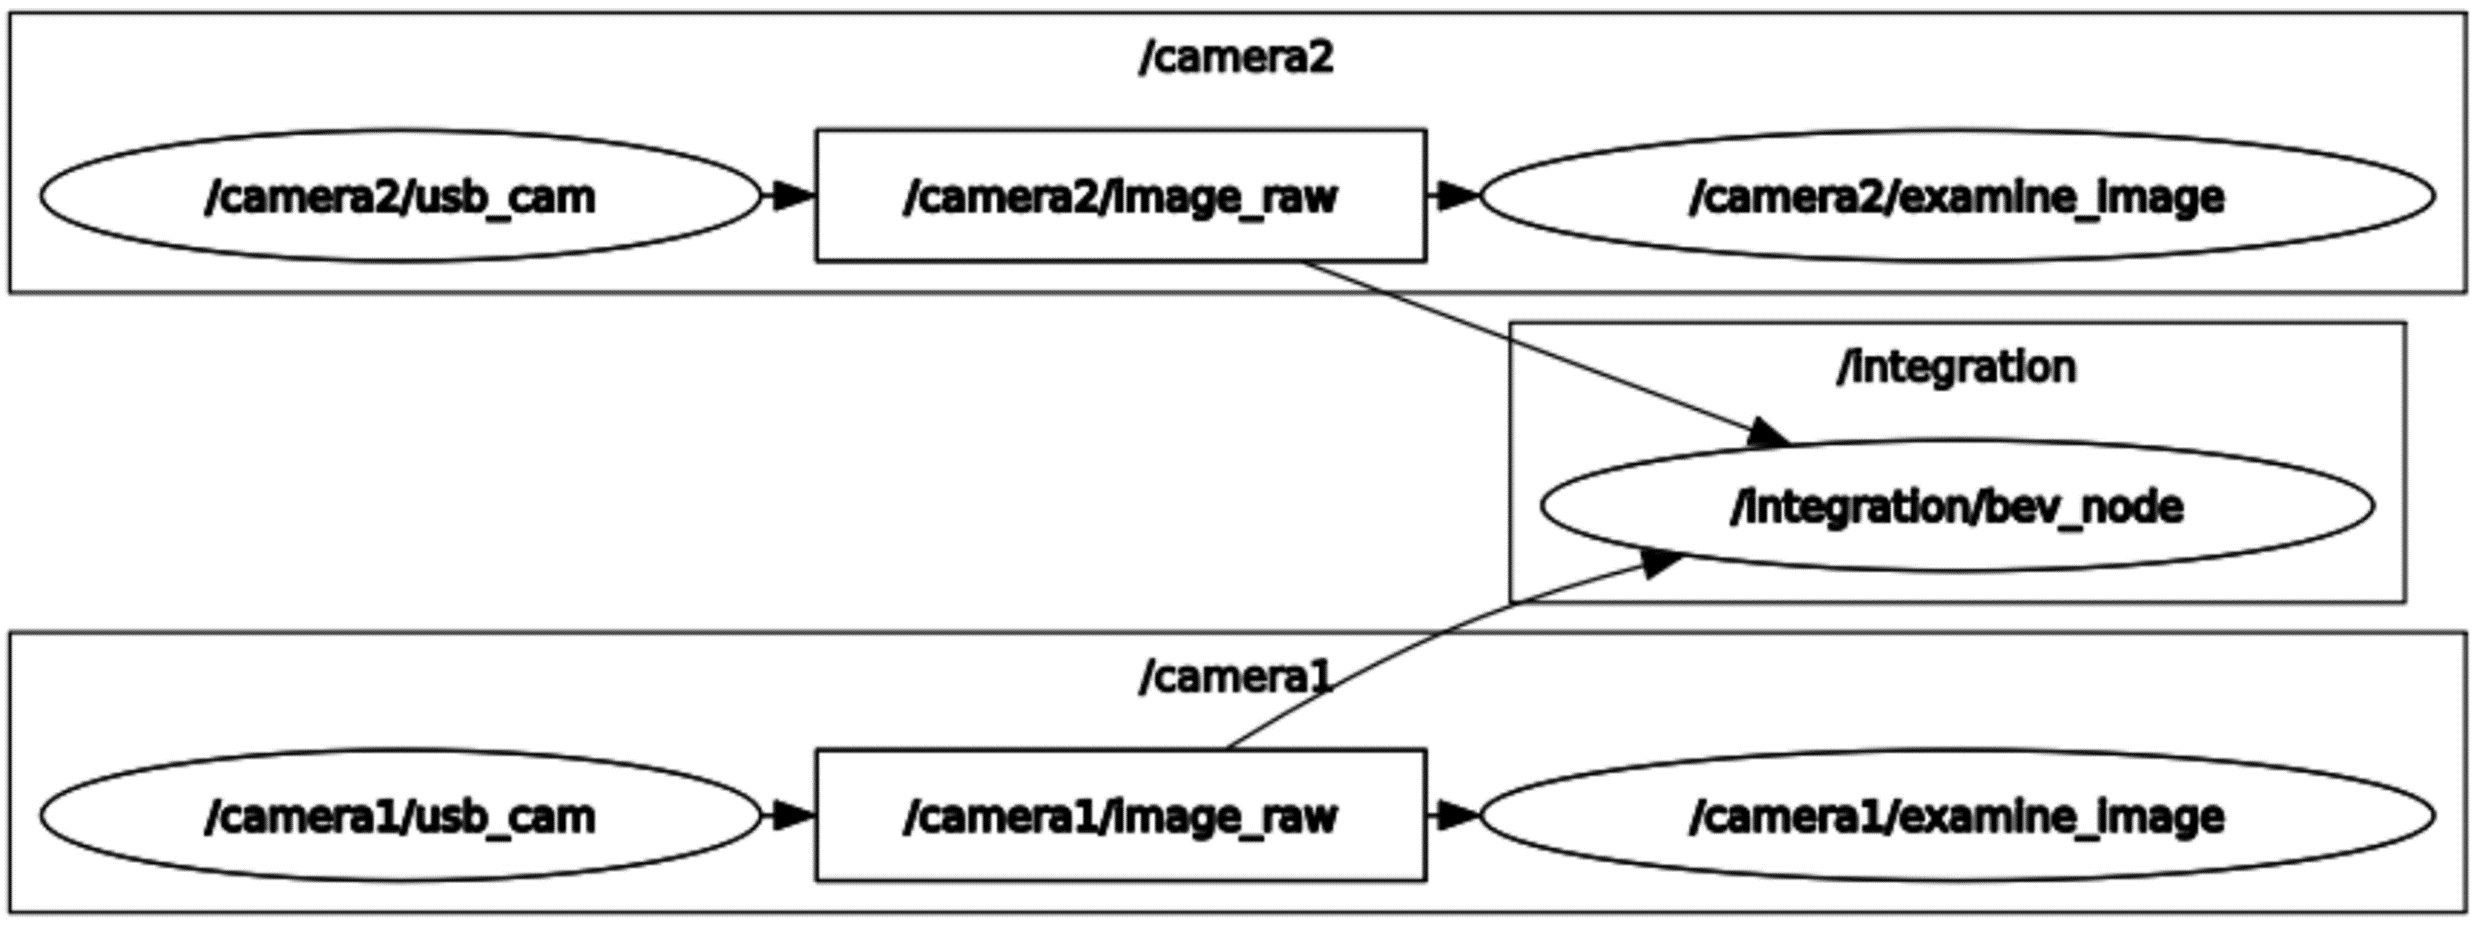 /camera2
/camera2/usb_cam
/camera2/image_raw
/camera2/examine_image
/integration
/integration/bev_node
/camera1
/camera1/usb_cam
/camera1/image_raw
/camera1/examine_image